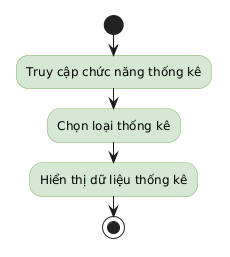 Truy cập chức năng thống kê
Chọn loại thống kê
Hiển thị dữ liệu thống kê